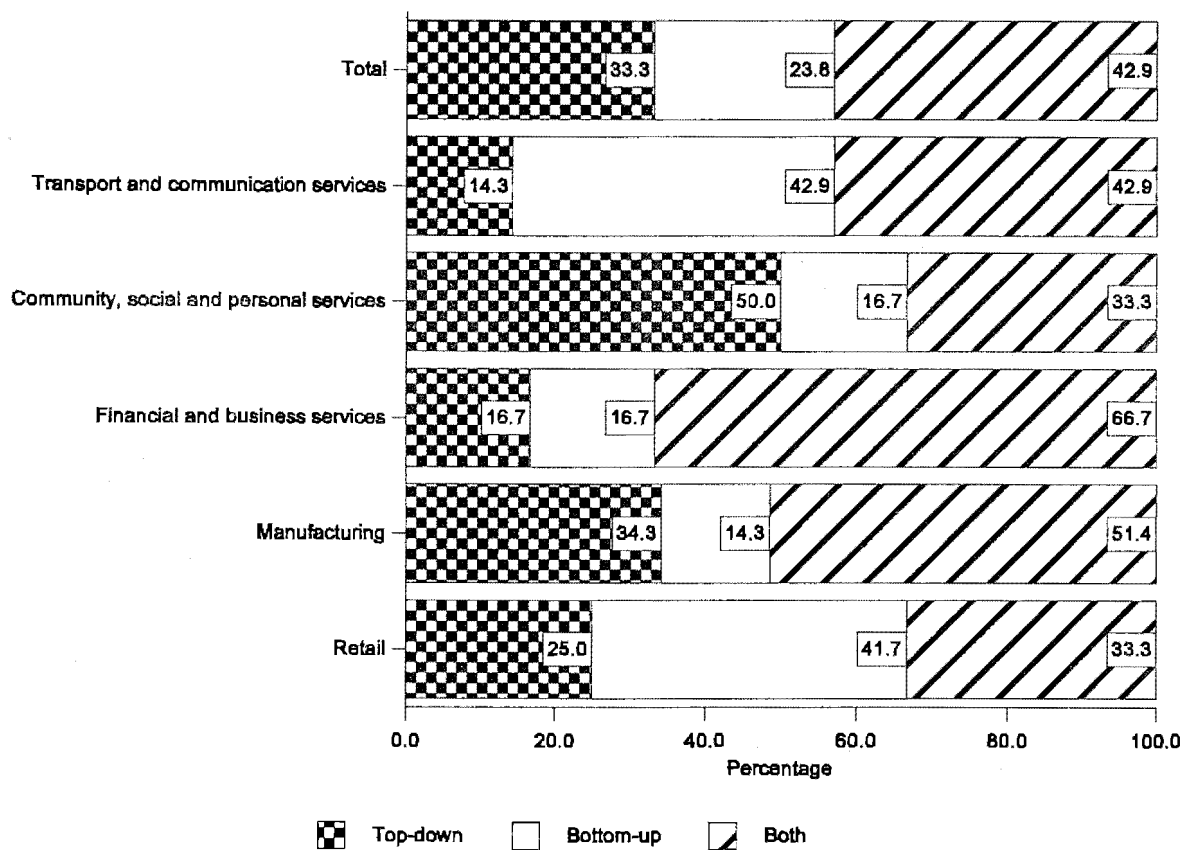 Total 33.3 23.8 42.9
Transport and communication services 14.3 42.9 42.9
Community, social and personal services 50.0 16.7 33.3
Financial and business services 16.7 16.7 66.7
Manufacturing 34.3 14.3 51.4
Retail 25.0 41.7 33.3
0.0 20.0 40.0 60.0 80.0 100.0
Percentage
Top-down Bottom-up Both